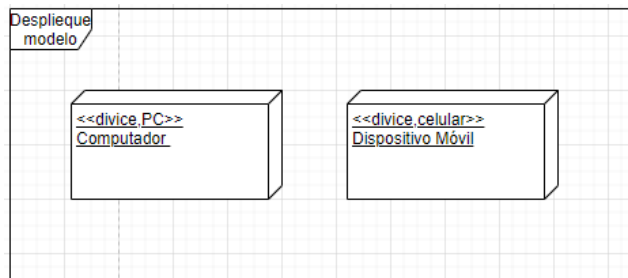 Desplieque
modelo
<<divice,PC>>
Computador
<<divice,celular>>
Dispositivo Móvil